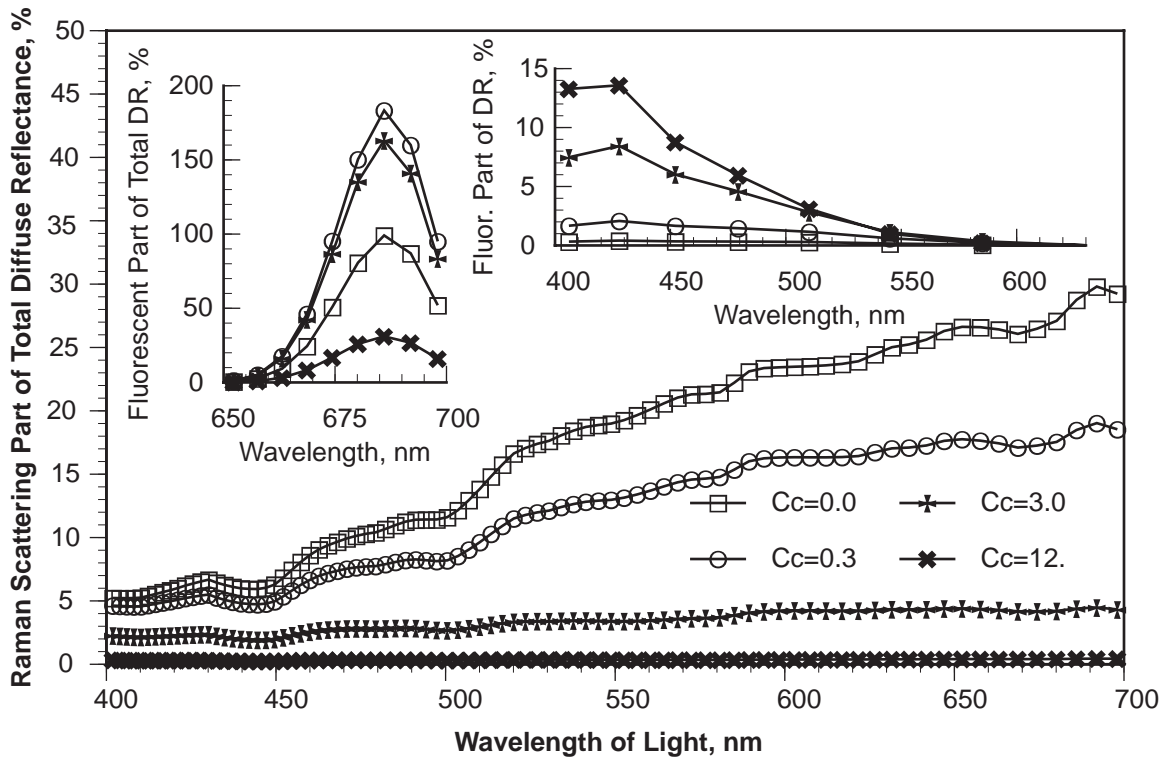 Raman Scattering Part of Total Diffuse Reflectance, %
50
45
40
35
30
25
20
15
10
5
0
400 450 500 550 600 650 700
Wavelength of Light, nm
Fluorescent Part of Total DR, %
200
150
100
50
0
650 675 700
Wavelength, nm
Fluor. Part of DR, %
15
10
5
0
400 450 500 550 600
Wavelength, nm
Cc=0.0 Cc=3.0
Cc=0.3 Cc=12.